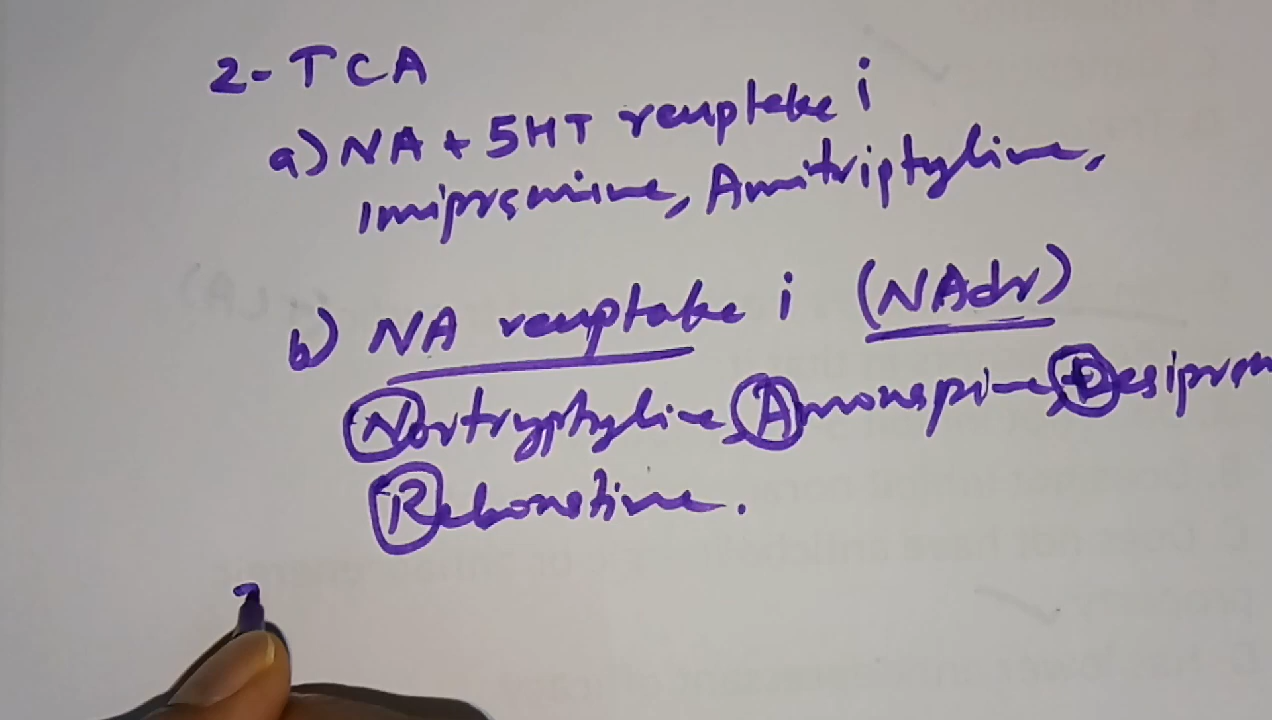 2- TCA
a) NA + 5HT reuptake i
Imipramine, Amitriptyline,
b) NA reuptake i (NAdr)
Nortryptyline, Amoxapine, Desipram
Reboxetine.